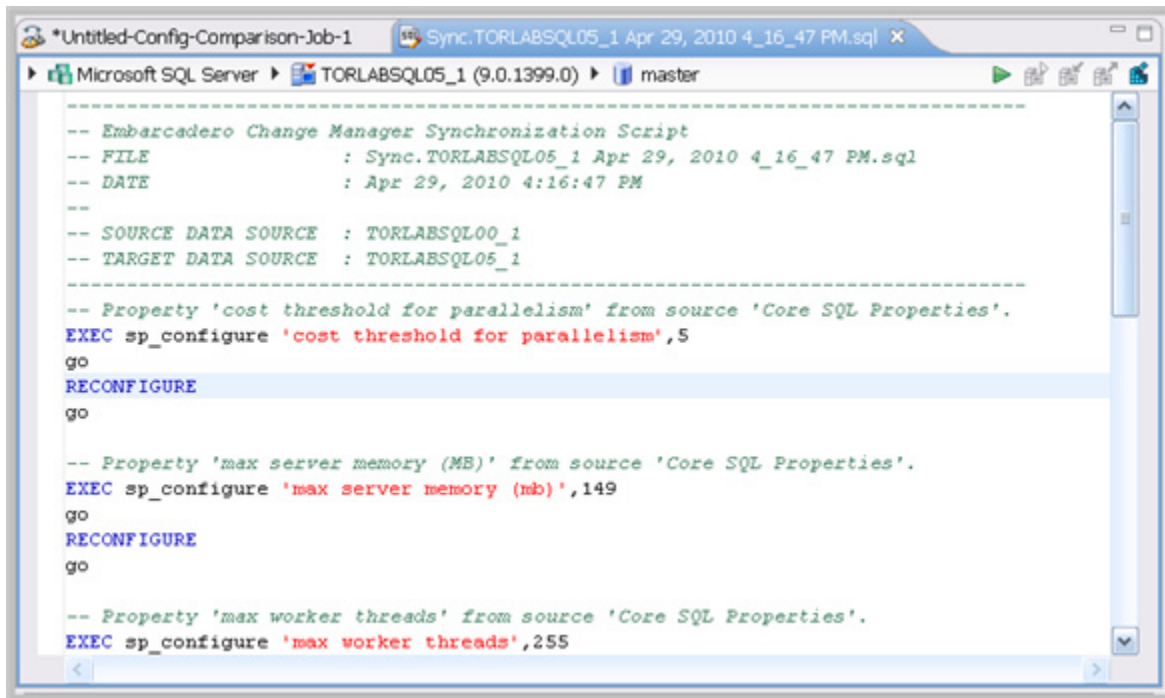 *Untitled-Config-Comparison-Job-1 Sync.TORLABSQL05_1 Apr 29, 2010 4_16_47 PM.sql
Microsoft SQL Server TORLABSQL05_1 (9.0.1399.0) master
--------------------------------------------------------------------------------
-- Embarcadero Change Manager Synchronization Script
-- FILE : Sync.TORLABSQL05_1 Apr 29, 2010 4_16_47 PM.sql
-- DATE : Apr 29, 2010 4:16:47 PM
--
-- SOURCE DATA SOURCE : TORLABSQL00_1
-- TARGET DATA SOURCE : TORLABSQL05_1
--------------------------------------------------------------------------------
-- Property 'cost threshold for parallelism' from source 'Core SQL Properties'.
EXEC sp_configure 'cost threshold for parallelism',5
go
RECONFIGURE
go
-- Property 'max server memory (MB)' from source 'Core SQL Properties'.
EXEC sp_configure 'max server memory (mb)',149
go
RECONFIGURE
go
-- Property 'max worker threads' from source 'Core SQL Properties'.
EXEC sp_configure 'max worker threads',255